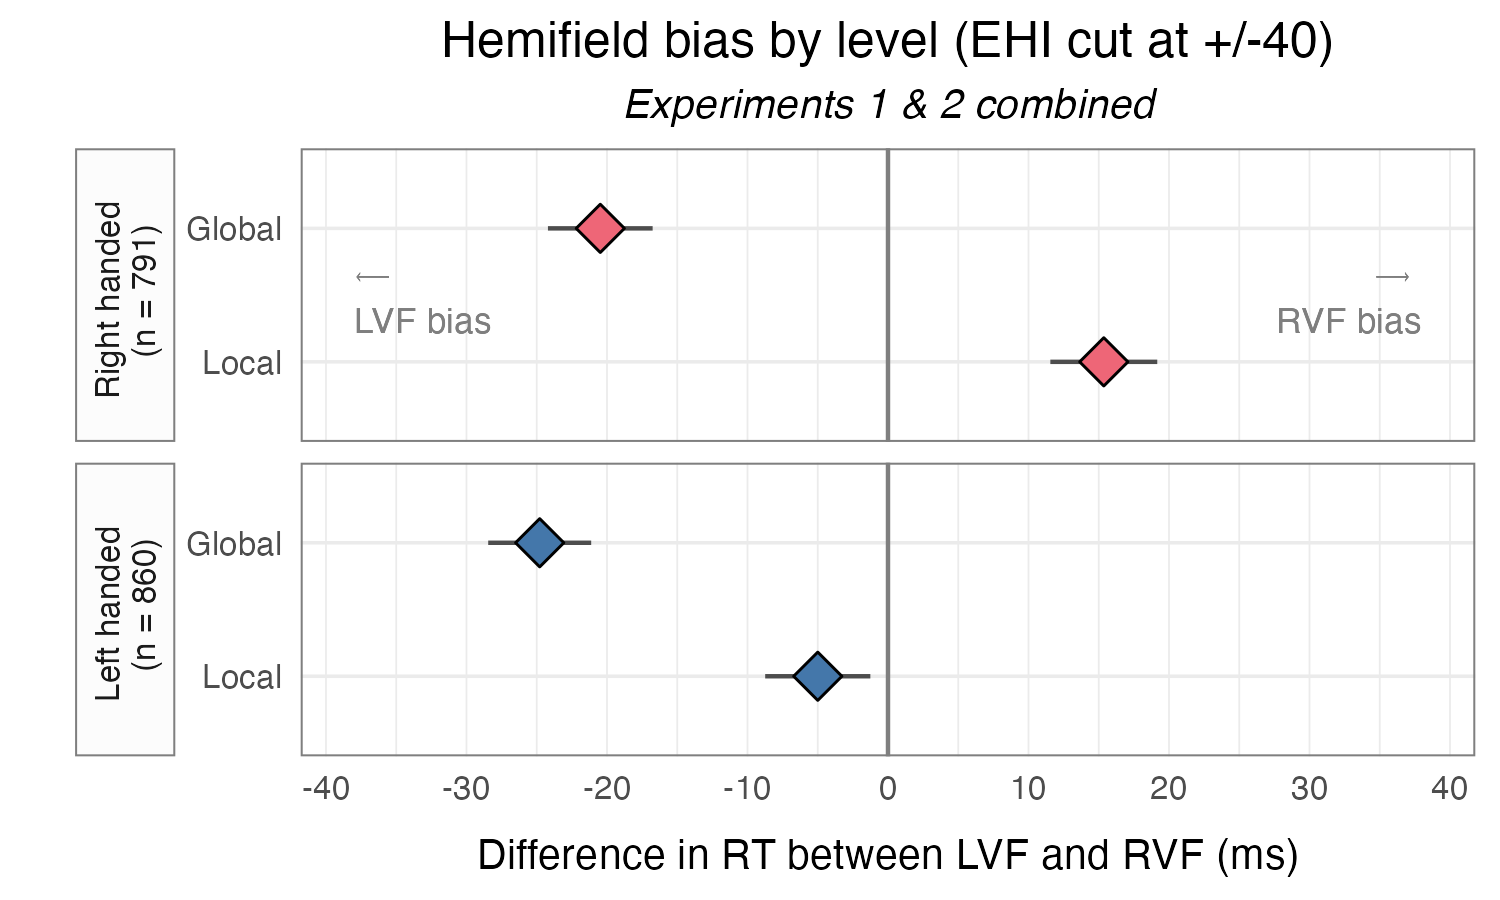 Hemifield bias by level (EHI cut at +/-40)
Experiments 1 & 2 combined
Right handed
(n = 791)
Global
← →
LVF bias RVF bias
Local
Left handed
(n = 860)
Global
Local
-40 -30 -20 -10 0 10 20 30 40
Difference in RT between LVF and RVF (ms)